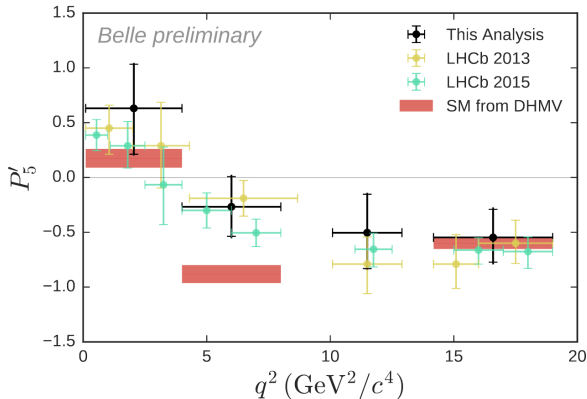 Belle preliminary
This Analysis
LHCb 2013
LHCb 2015
SM from DHMV
1.5
1.0
0.5
0.0
−0.5
−1.0
−1.5
P′₅
0 5 10 15 20
q² (GeV²/c⁴)